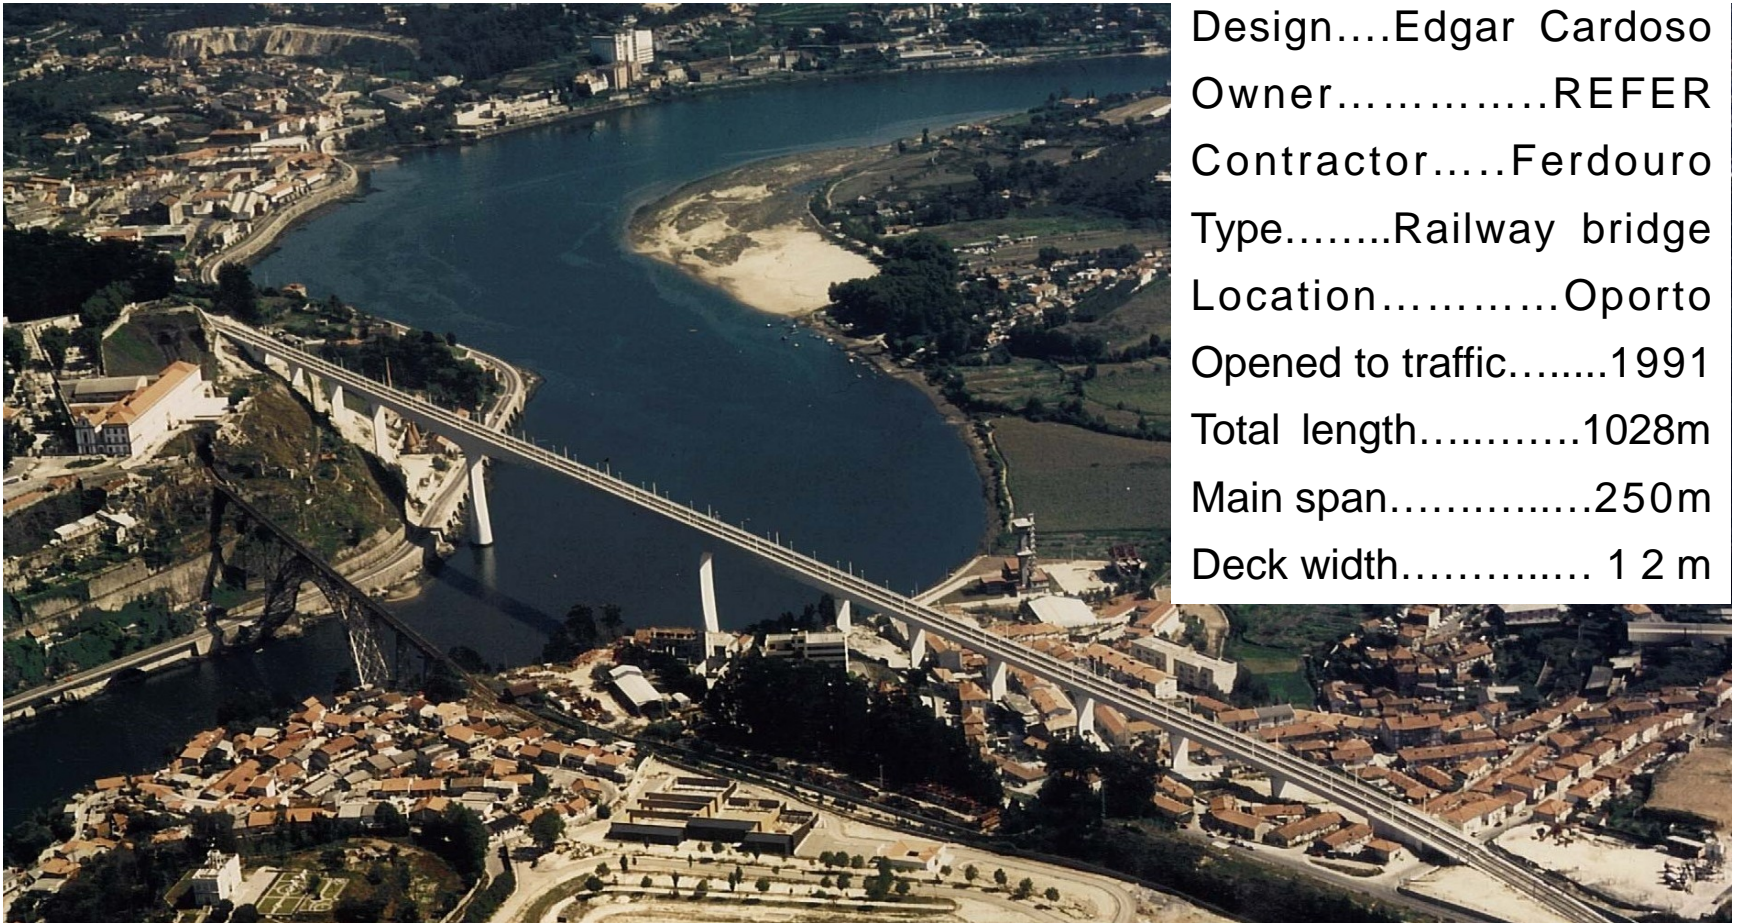 Design....Edgar Cardoso
Owner…………..REFER
Contractor…..Ferdouro
Type……..Railway bridge
Location…………Oporto
Opened to traffic….....1991
Total length…..……..1028m
Main span…………..…250m
Deck width………...… 1 2 m